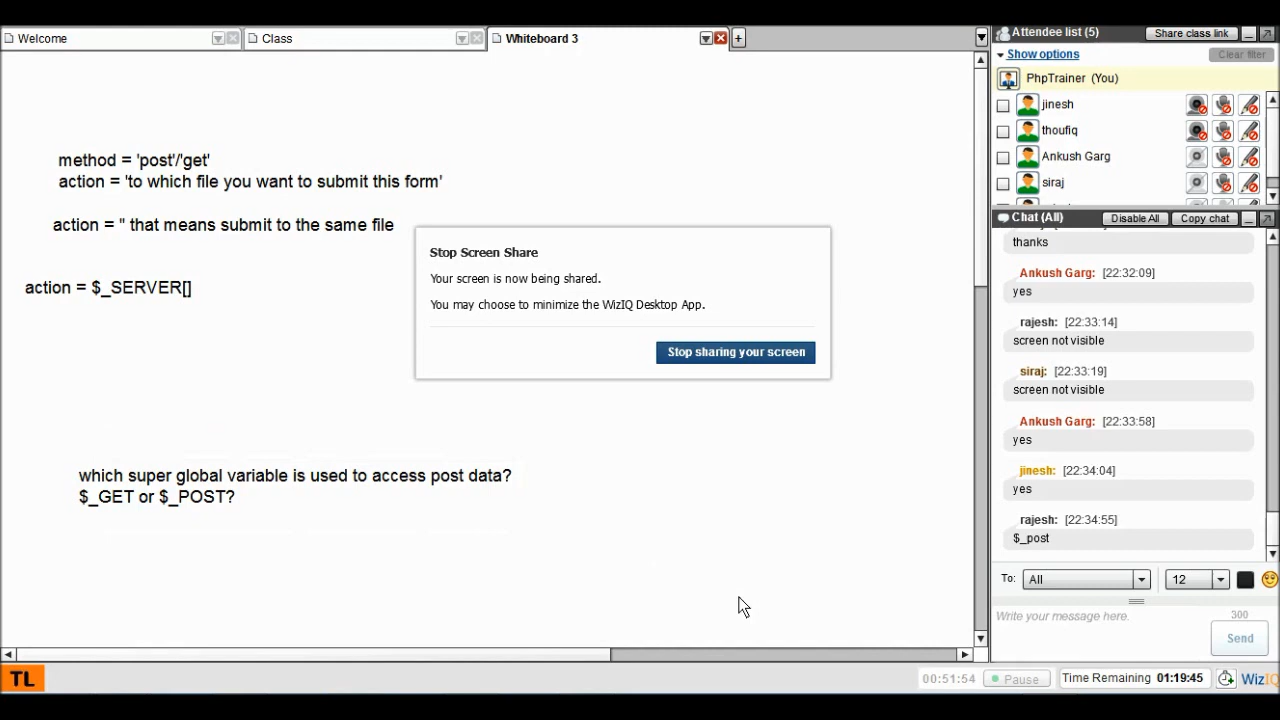 Welcome
Class
Whiteboard 3
+
Attendee list (5)
Share class link
Show options
Clear filter
PhpTrainer (You)
jinesh
thoufiq
Ankush Garg
siraj
method = 'post'/'get'
action = 'to which file you want to submit this form'
action = '' that means submit to the same file
action = $_SERVER[]
Stop Screen Share
Your screen is now being shared.
You may choose to minimize the WizIQ Desktop App.
Stop sharing your screen
which super global variable is used to access post data?
$_GET or $_POST?
Chat (All)
Disable All
Copy chat
thanks
Ankush Garg: [22:32:09]
yes
rajesh: [22:33:14]
screen not visible
siraj: [22:33:19]
screen not visible
Ankush Garg: [22:33:58]
yes
jinesh: [22:34:04]
yes
rajesh: [22:34:55]
$_post
To: All 12
Write your message here.
300
Send
TL
00:51:54
Pause
Time Remaining 01:19:45
WizIQ